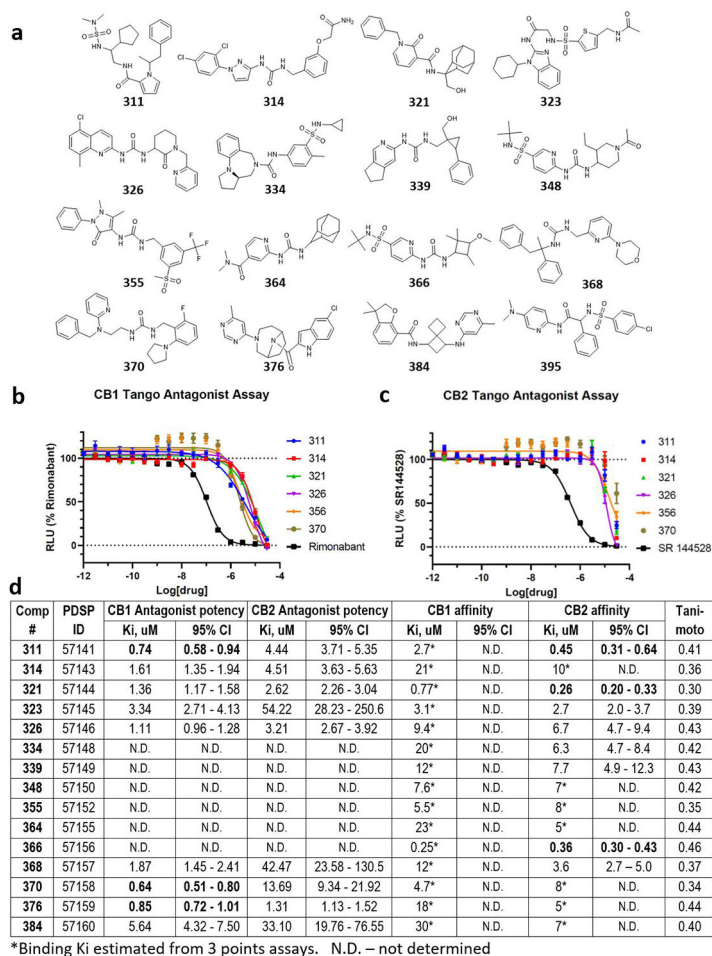 a
311
314
321
323
326
334
339
348
355
364
366
368
370
376
384
395
b
CB1 Tango Antagonist Assay
RLU (% Rimonabant)
100
50
0
-12 -10 -8 -6 -4
Log[drug]
311
314
321
326
356
370
Rimonabant
c
CB2 Tango Antagonist Assay
RLU (% SR144528)
100
50
0
-12 -10 -8 -6 -4
Log[drug]
311
314
321
326
356
370
SR 144528
d
Comp # PDSP ID CB1 Antagonist potency CB2 Antagonist potency CB1 affinity CB2 affinity Tani-moto
Ki, uM 95% CI Ki, uM 95% CI Ki, uM 95% CI Ki, uM 95% CI
311 57141 0.74 0.58 - 0.94 4.44 3.71 - 5.35 2.7* N.D. 0.45 0.31 - 0.64 0.41
314 57143 1.61 1.35 - 1.94 4.51 3.63 - 5.63 21* N.D. 10* N.D. 0.36
321 57144 1.36 1.17 - 1.58 2.62 2.26 - 3.04 0.77* N.D. 0.26 0.20 - 0.33 0.30
323 57145 3.34 2.71 - 4.13 54.22 28.23 - 250.6 3.1* N.D. 2.7 2.0 - 3.7 0.39
326 57146 1.11 0.96 - 1.28 3.21 2.67 - 3.92 9.4* N.D. 6.7 4.7 - 9.4 0.43
334 57148 N.D. N.D. N.D. N.D. 20* N.D. 6.3 4.7 - 8.4 0.42
339 57149 N.D. N.D. N.D. N.D. 12* N.D. 7.7 4.9 - 12.3 0.43
348 57150 N.D. N.D. N.D. N.D. 7.6* N.D. 7* N.D. 0.42
355 57152 N.D. N.D. N.D. N.D. 5.5* N.D. 8* N.D. 0.35
364 57155 N.D. N.D. N.D. N.D. 23* N.D. 5* N.D. 0.44
366 57156 N.D. N.D. N.D. N.D. 0.25* N.D. 0.36 0.30 - 0.43 0.46
368 57157 1.87 1.45 - 2.41 42.47 23.58 - 130.5 12* N.D. 3.6 2.7 - 5.0 0.37
370 57158 0.64 0.51 - 0.80 13.69 9.34 - 21.92 4.7* N.D. 8* N.D. 0.34
376 57159 0.85 0.72 - 1.01 1.31 1.13 - 1.52 18* N.D. 5* N.D. 0.44
384 57160 5.64 4.32 - 7.50 33.10 19.76 - 76.55 30* N.D. 7* N.D. 0.40
*Binding Ki estimated from 3 points assays. N.D. – not determined